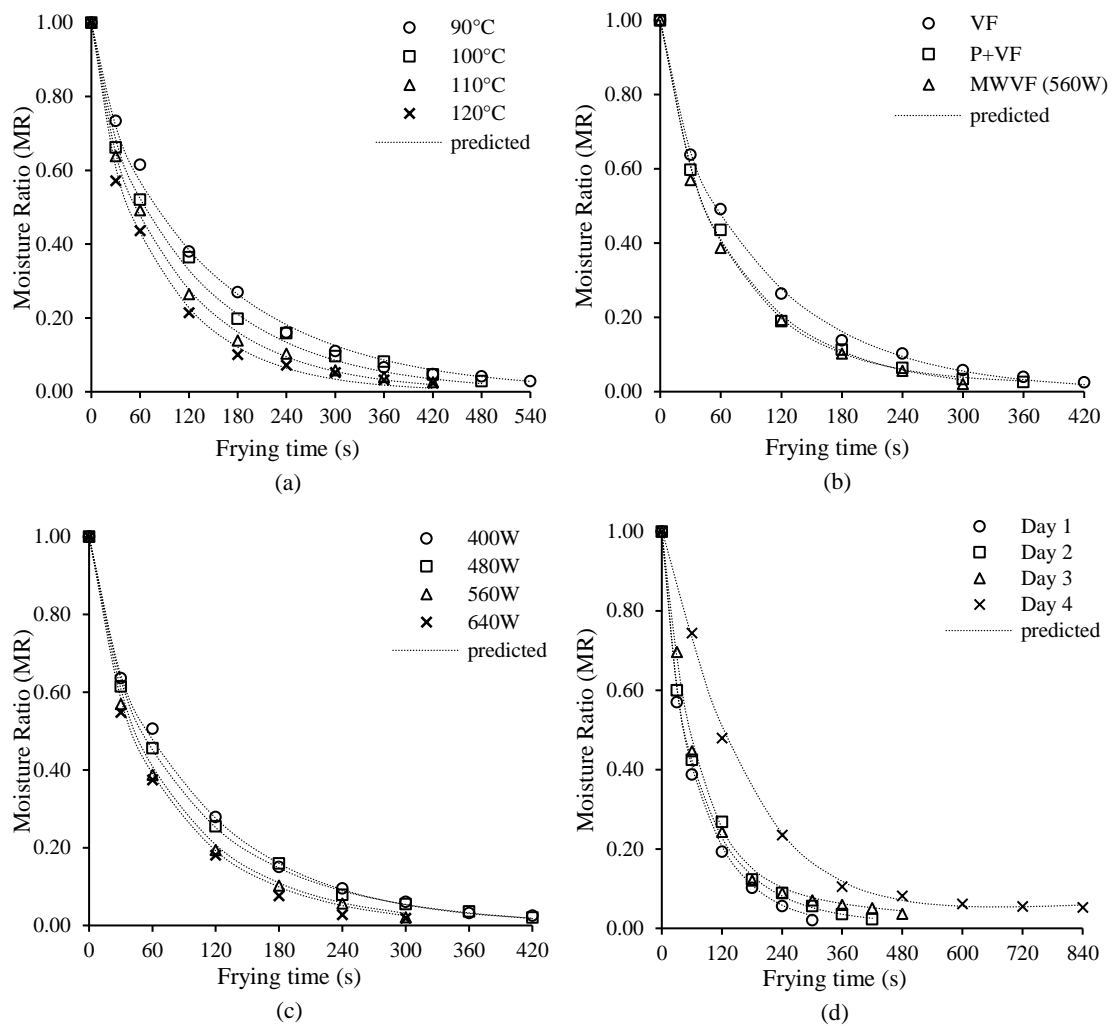 1.00
0.80
0.60
0.40
0.20
0.00
Moisture Ratio (MR)
90°C
100°C
110°C
120°C
predicted
0 60 120 180 240 300 360 420 480 540
Frying time (s)
(a)
1.00
0.80
0.60
0.40
0.20
0.00
Moisture Ratio (MR)
VF
P+VF
MWVF (560W)
predicted
0 60 120 180 240 300 360 420
Frying time (s)
(b)
1.00
0.80
0.60
0.40
0.20
0.00
Moisture Ratio (MR)
400W
480W
560W
640W
predicted
0 60 120 180 240 300 360 420
Frying time (s)
(c)
1.00
0.80
0.60
0.40
0.20
0.00
Moisture Ratio (MR)
Day 1
Day 2
Day 3
Day 4
predicted
0 120 240 360 480 600 720 840
Frying time (s)
(d)